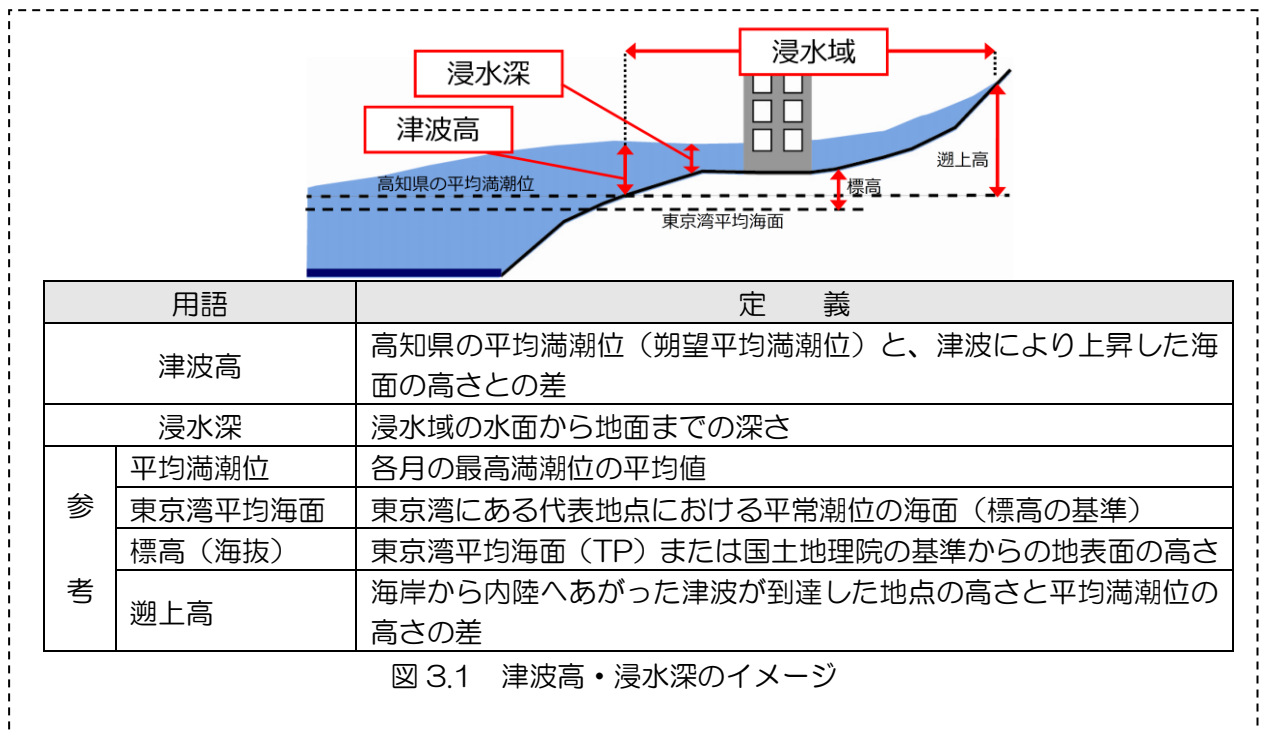 浸水域
浸水深
津波高
遡上高
高知県の平均満潮位
標高
東京湾平均海面
用語 定 義
津波高 高知県の平均満潮位（朔望平均満潮位）と、津波により上昇した海
面の高さとの差
浸水深 浸水域の水面から地面までの深さ
参考 平均満潮位 各月の最高満潮位の平均値
東京湾平均海面 東京湾にある代表地点における平常潮位の海面（標高の基準）
標高（海抜） 東京湾平均海面（TP）または国土地理院の基準からの地表面の高さ
遡上高 海岸から内陸へあがった津波が到達した地点の高さと平均満潮位の
高さの差
図 3.1 津波高・浸水深のイメージ